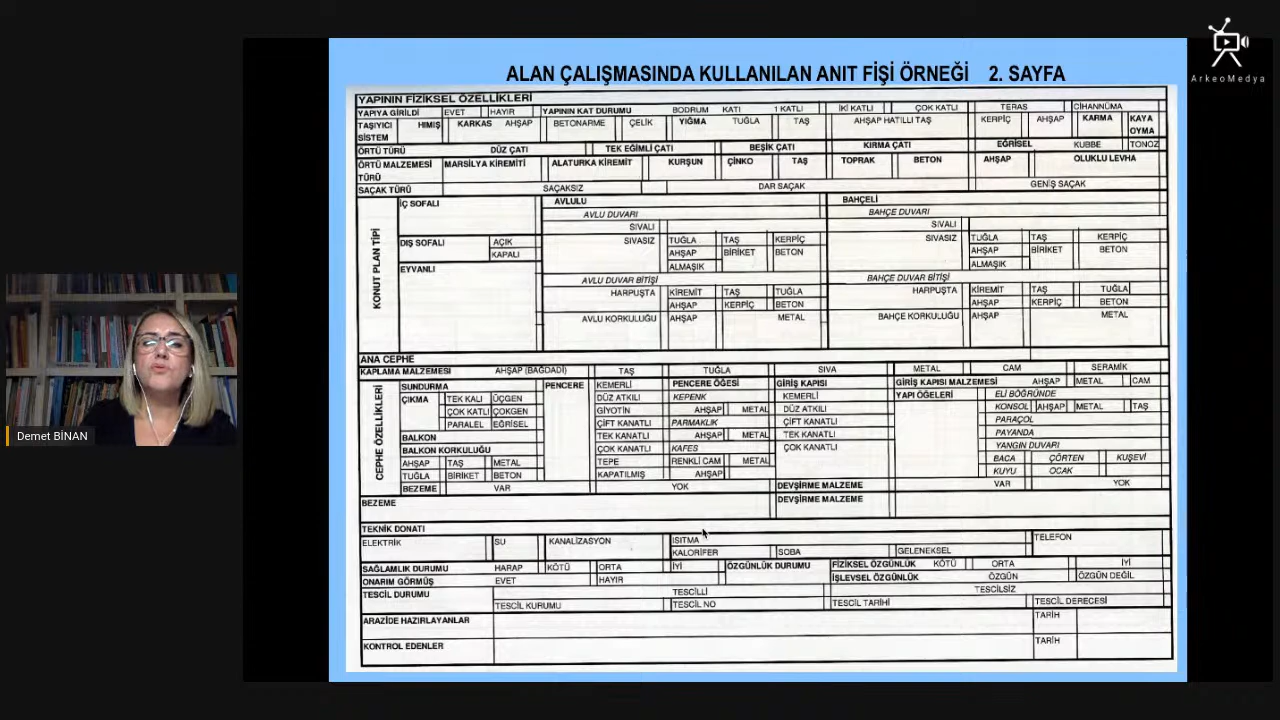 ArkeoMedya
ALAN ÇALIŞMASINDA KULLANILAN ANIT FİŞİ ÖRNEĞİ 2. SAYFA
YAPININ FİZİKSEL ÖZELLİKLERİ
YAPIYA GİRİLDİ EVET HAYIR YAPININ KAT DURUMU BODRUM KATI 1 KATLI İKİ KATLI ÇOK KATLI TERAS CİHANNÜMA
TAŞIYICI SİSTEM HIMIŞ KARKAS AHŞAP BETONARME ÇELİK YIĞMA TUĞLA TAŞ AHŞAP HATILLI TAŞ KERPİÇ AHŞAP KARMA KAYA OYMA
ÖRTÜ TÜRÜ DÜZ ÇATI TEK EĞİMLİ ÇATI BEŞİK ÇATI KIRMA ÇATI EĞRİSEL KUBBE TONOZ
ÖRTÜ MALZEMESİ TÜRÜ MARSİLYA KİREMİTİ ALATURKA KİREMİT KURŞUN ÇİNKO TAŞ TOPRAK BETON AHŞAP OLUKLU LEVHA
SAÇAK TÜRÜ SAÇAKSIZ DAR SAÇAK GENİŞ SAÇAK
KONUT PLAN TİPİ
İÇ SOFALI AVLULU BAHÇELİ
AVLU DUVARI BAHÇE DUVARI
SIVALI SIVALI
DIŞ SOFALI AÇIK SIVASIZ TUĞLA TAŞ KERPİÇ SIVASIZ TUĞLA TAŞ KERPİÇ
KAPALI AHŞAP BİRİKET BETON AHŞAP BİRİKET BETON
EYVANLI ALMAŞIK ALMAŞIK
AVLU DUVAR BİTİŞİ BAHÇE DUVAR BİTİŞİ
HARPUŞTA KİREMİT TAŞ TUĞLA HARPUŞTA KİREMİT TAŞ TUĞLA
AHŞAP KERPİÇ BETON AHŞAP KERPİÇ BETON
AVLU KORKULUĞU AHŞAP METAL BAHÇE KORKULUĞU AHŞAP METAL
ANA CEPHE
KAPLAMA MALZEMESI AHŞAP (BAĞDADİ) TAŞ TUĞLA SIVA METAL CAM SERAMİK
CEPHE ÖZELLİKLERİ
SUNDURMA PENCERE KEMERLİ PENCERE ÖĞESİ GİRİŞ KAPISI GİRİŞ KAPISI MALZEMESİ AHŞAP METAL CAM
ÇIKMA TEK KALI ÜÇGEN DÜZ ATKILI KEPENK KEMERLİ YAPI ÖĞELERİ ELİ BÖĞRÜNDE
ÇOK KATLI ÇOKGEN GİYOTİN AHŞAP METAL DÜZ ATKILI KONSOL AHŞAP METAL TAŞ
PARALEL EĞRİSEL ÇİFT KANATLI PARMAKLIK ÇİFT KANATLI PARAÇOL
BALKON TEK KANATLI AHŞAP METAL TEK KANATLI PAYANDA
BALKON KORKULUĞU ÇOK KANATLI KAFES ÇOK KANATLI YANGIN DUVARI
AHŞAP TAŞ METAL TEPE RENKLİ CAM METAL BACA ÇÖRTEN KUŞEVİ
TUĞLA BİRİKET BETON KAPATILMIŞ AHŞAP KUYU OCAK
BEZEME VAR YOK DEVŞİRME MALZEME VAR YOK
BEZEME DEVŞİRME MALZEME
TEKNİK DONATI
ELEKTRİK SU KANALİZASYON ISITMA TELEFON
KALORİFER SOBA GELENEKSEL
SAĞLAMLIK DURUMU HARAP KÖTÜ ORTA İYİ ÖZGÜNLÜK DURUMU FİZİKSEL ÖZGÜNLÜK KÖTÜ ORTA İYİ
ONARIM GÖRMÜŞ EVET HAYIR İŞLEVSEL ÖZGÜNLÜK ÖZGÜN ÖZGÜN DEĞİL
TESCİL DURUMU TESCİLLİ TESCİLSİZ
TESCİL KURUMU TESCİL NO TESCİL TARİHİ TESCİL DERECESİ
ARAZİDE HAZIRLAYANLAR TARİH
KONTROL EDENLER TARİH
Demet BİNAN